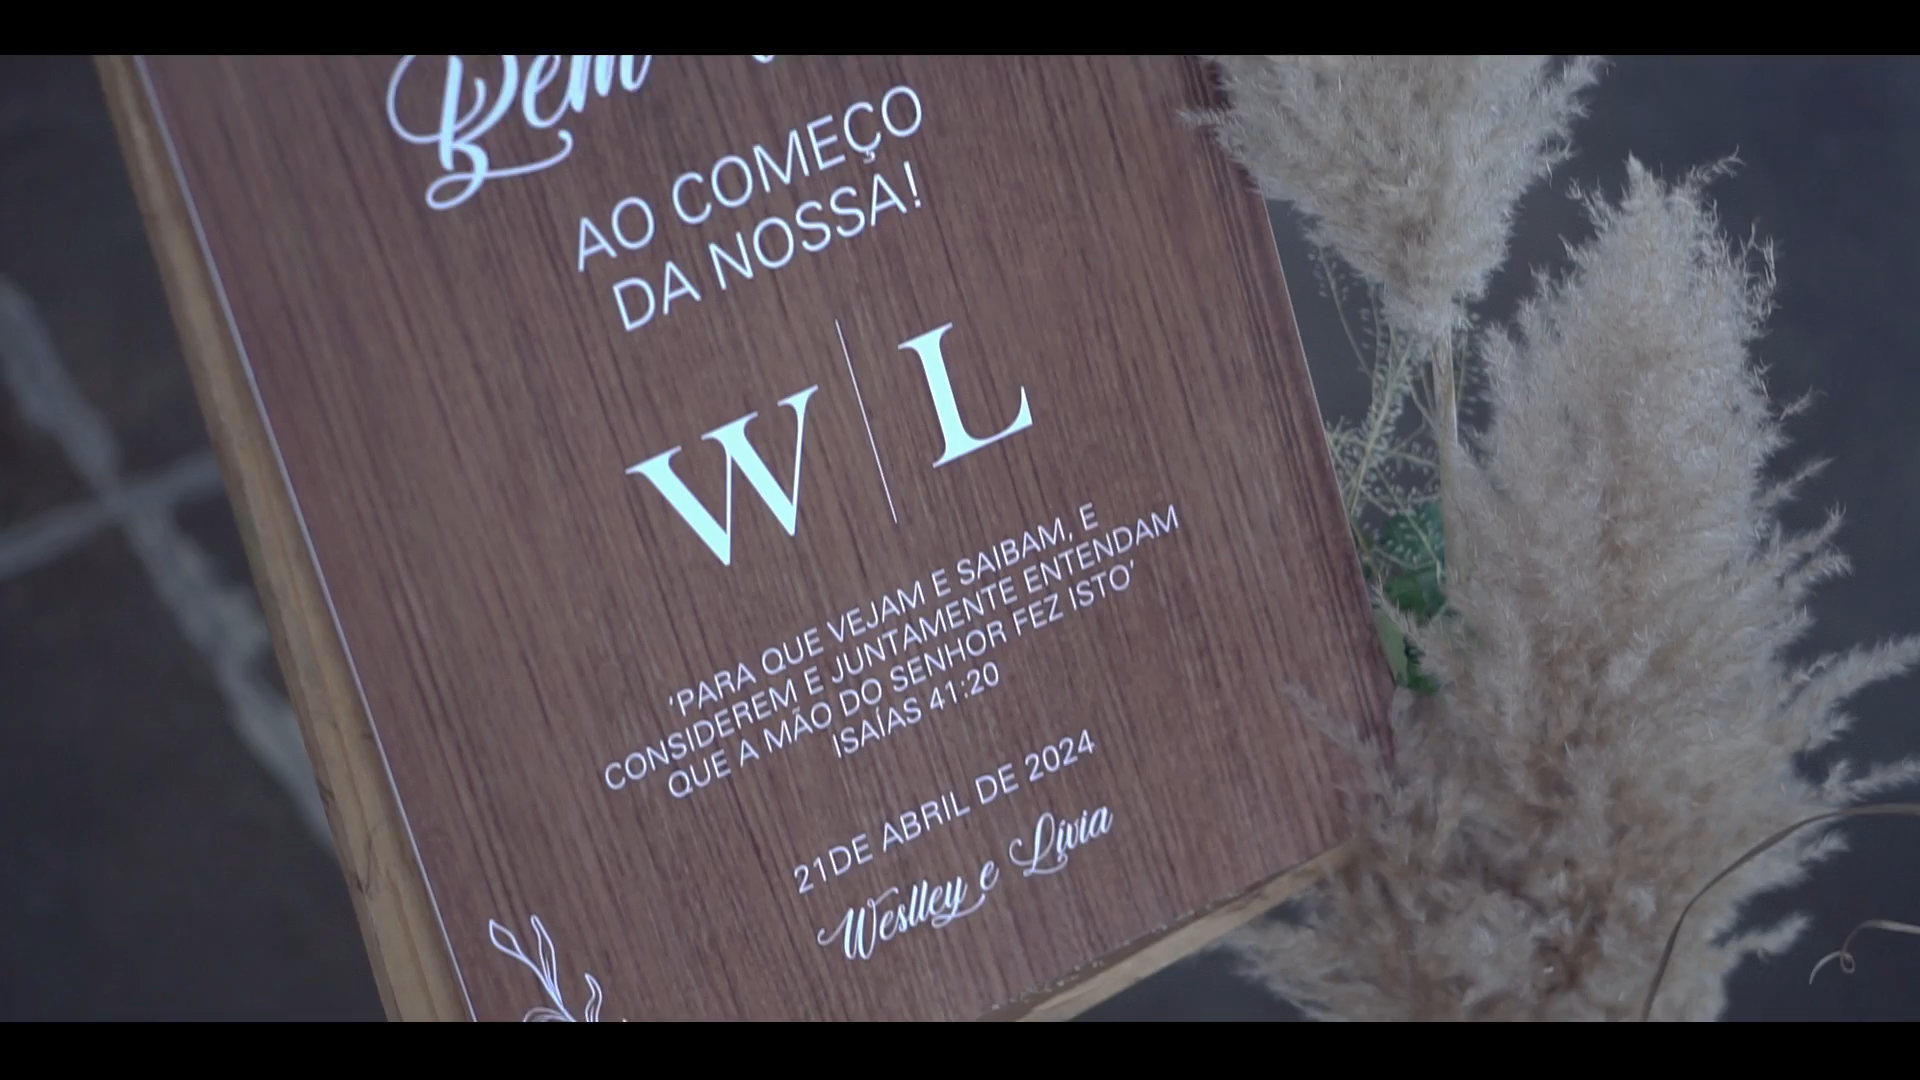 Bem
AO COMEÇO
DA NOSSA!
W | L
'PARA QUE VEJAM E SAIBAM, E
CONSIDEREM E JUNTAMENTE ENTENDAM
QUE A MÃO DO SENHOR FEZ ISTO'
ISAÍAS 41:20
21DE ABRIL DE 2024
Weslley e Lívia